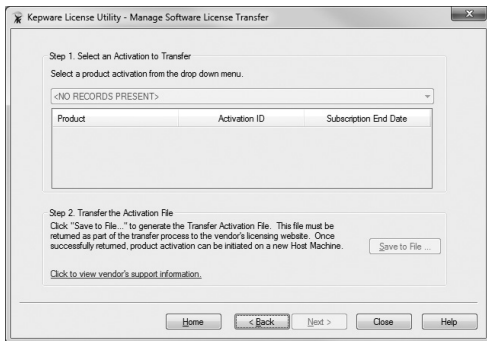 Kepware License Utility - Manage Software License Transfer
Step 1. Select an Activation to Transfer
Select a product activation from the drop down menu.
<NO RECORDS PRESENT>
Product Activation ID Subscription End Date
Step 2. Transfer the Activation File
Click "Save to File..." to generate the Transfer Activation File. This file must be
returned as part of the transfer process to the vendor's licensing website. Once
successfully returned, product activation can be initiated on a new Host Machine.
Save to File ...
Click to view vendor's support information.
Home < Back Next > Close Help